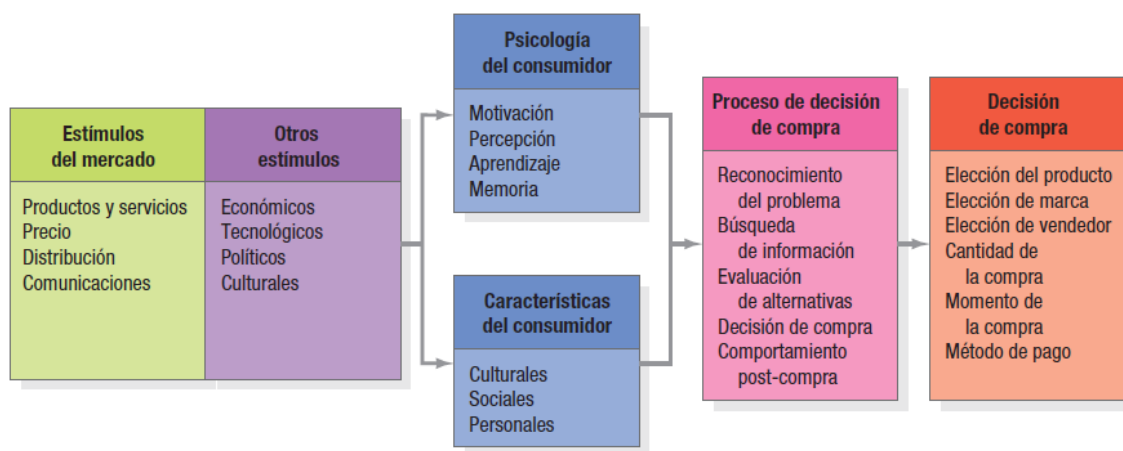 Estímulos
del mercado
Productos y servicios
Precio
Distribución
Comunicaciones
Otros
estímulos
Económicos
Tecnológicos
Políticos
Culturales
Psicología
del consumidor
Motivación
Percepción
Aprendizaje
Memoria
Características
del consumidor
Culturales
Sociales
Personales
Proceso de decisión
de compra
Reconocimiento
del problema
Búsqueda
de información
Evaluación
de alternativas
Decisión de compra
Comportamiento
post-compra
Decisión
de compra
Elección del producto
Elección de marca
Elección de vendedor
Cantidad de
la compra
Momento de
la compra
Método de pago